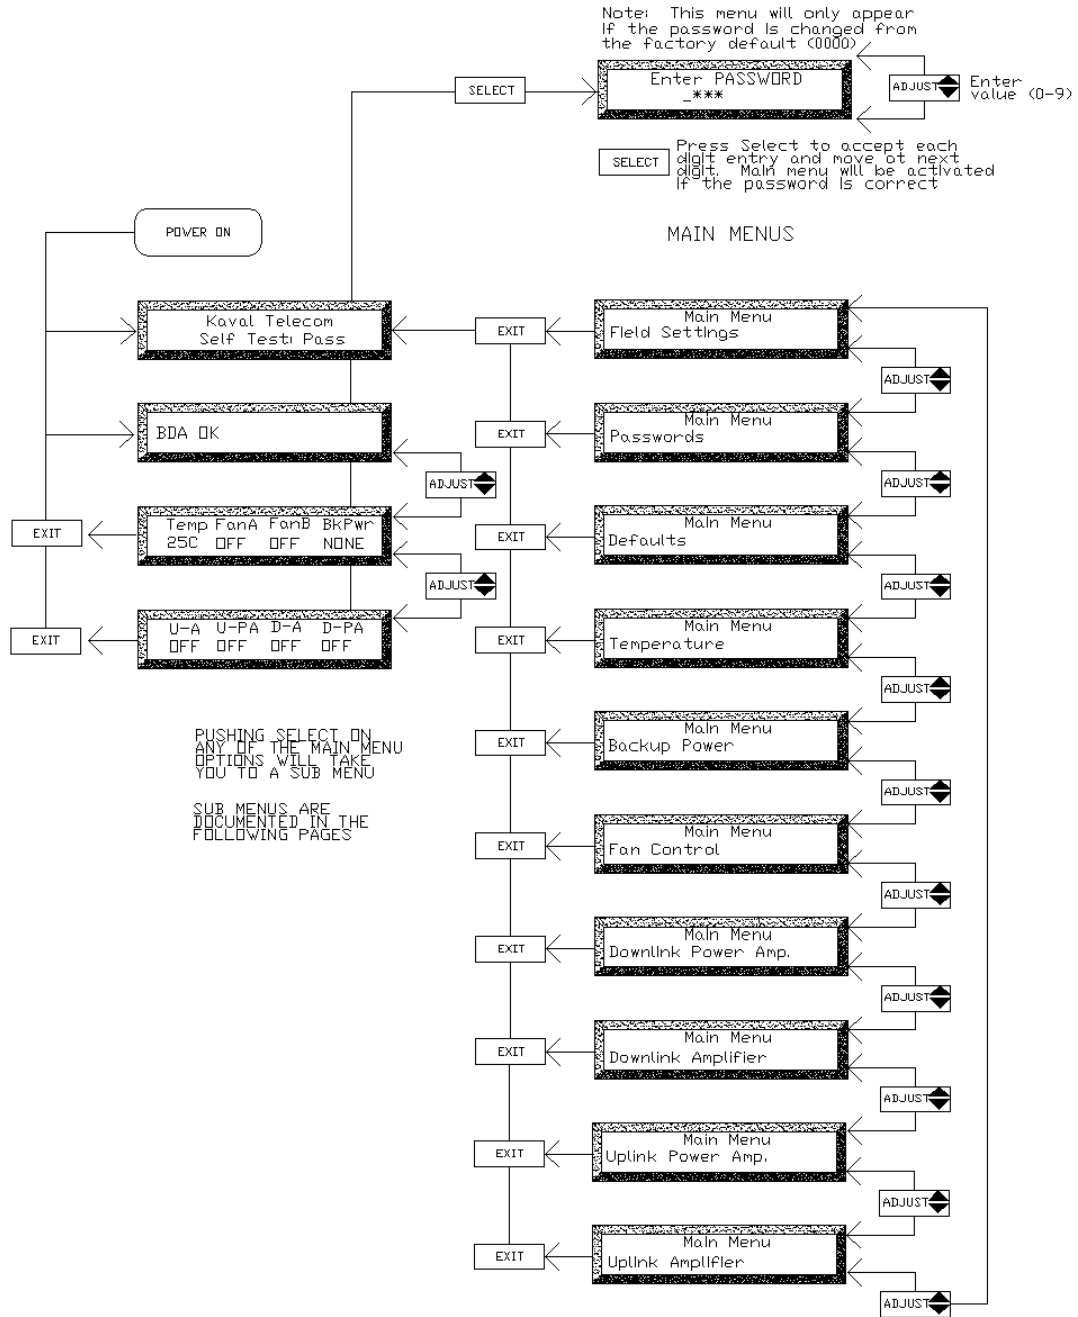 Note: This menu will only appear
If the password is changed from
the factory default (0000)
SELECT
Enter PASSWORD
_***
ADJUST
Enter
value (0-9)
SELECT
Press Select to accept each
digit entry and move ot next
digit. Main menu will be activated
If the password is correct
POWER ON
MAIN MENUS
Kaval Telecom
Self Test: Pass
EXIT
Main Menu
Field Settings
ADJUST
BDA OK
EXIT
Main Menu
Passwords
ADJUST
ADJUST
EXIT
Temp FanA FanB BkPwr
25C OFF OFF NONE
EXIT
Main Menu
Defaults
ADJUST
ADJUST
EXIT
U-A U-PA D-A D-PA
OFF OFF OFF OFF
EXIT
Main Menu
Temperature
ADJUST
PUSHING SELECT ON
ANY OF THE MAIN MENU
OPTIONS WILL TAKE
YOU TO A SUB MENU
EXIT
Main Menu
Backup Power
ADJUST
SUB MENUS ARE
DOCUMENTED IN THE
FOLLOWING PAGES
EXIT
Main Menu
Fan Control
ADJUST
EXIT
Main Menu
Downlink Power Amp.
ADJUST
EXIT
Main Menu
Downlink Amplifier
ADJUST
EXIT
Main Menu
Uplink Power Amp.
ADJUST
EXIT
Main Menu
Uplink Amplifier
ADJUST